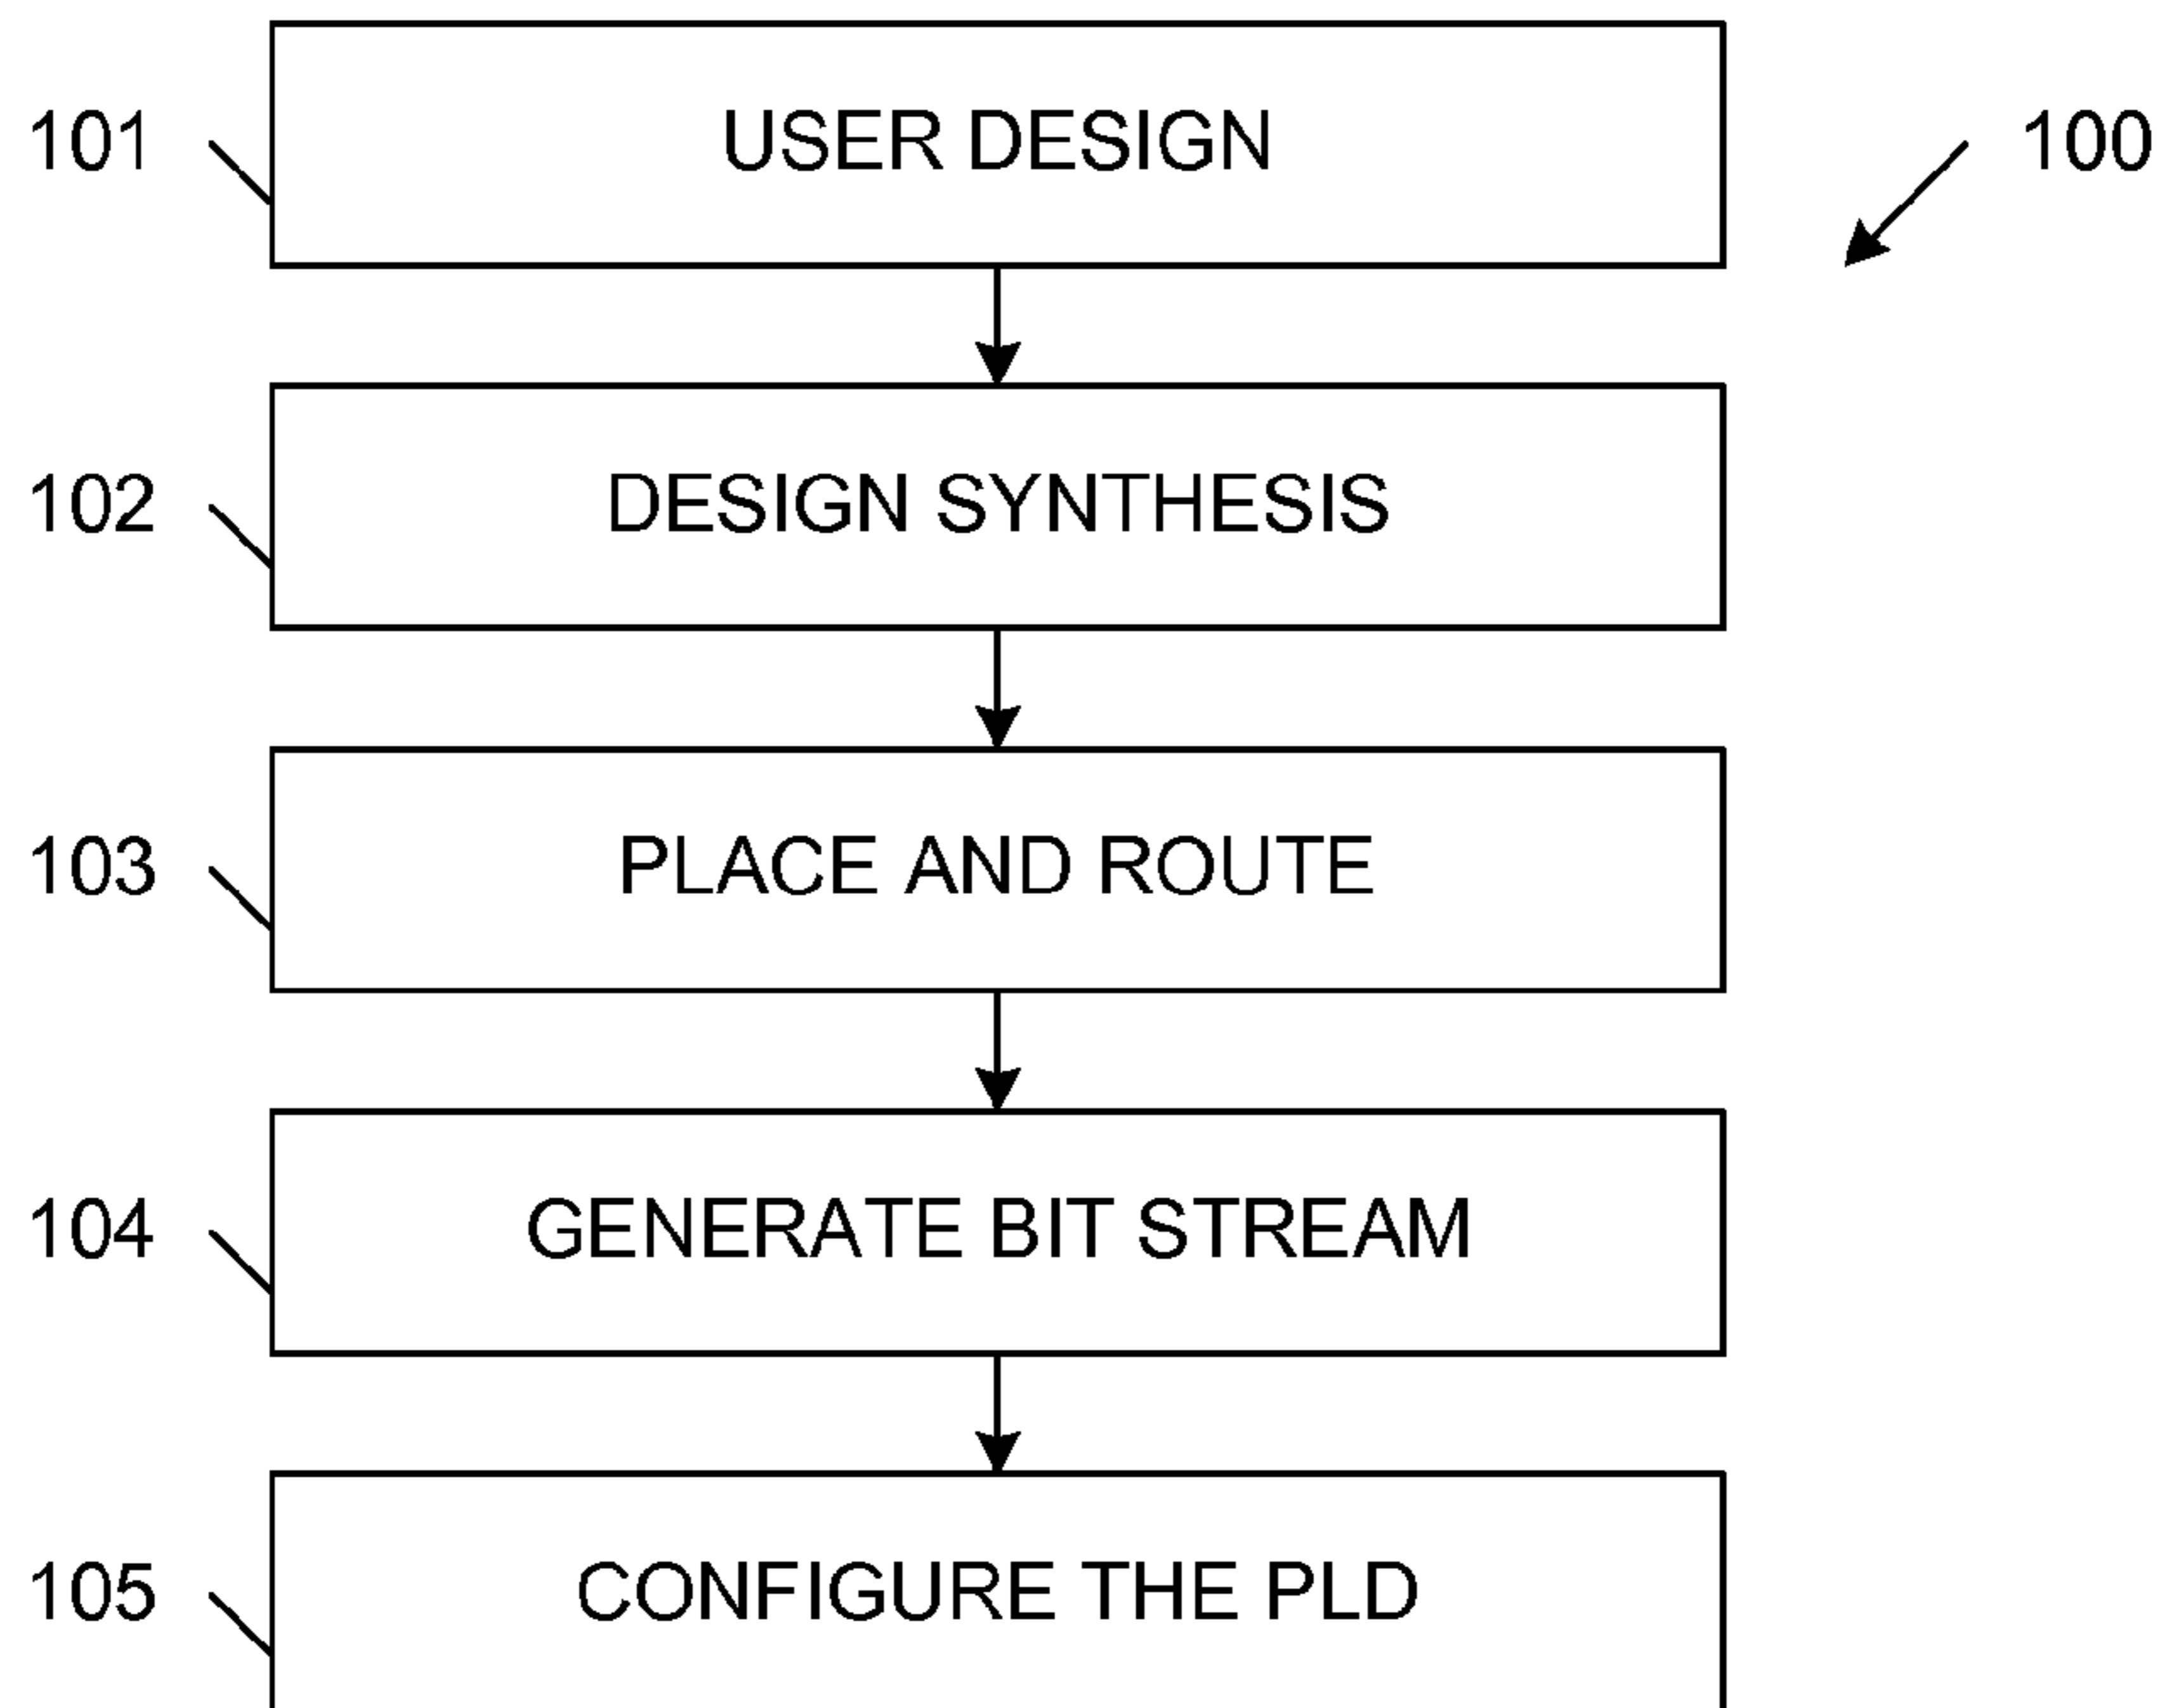 101 USER DESIGN 100
102 DESIGN SYNTHESIS
103 PLACE AND ROUTE
104 GENERATE BIT STREAM
105 CONFIGURE THE PLD